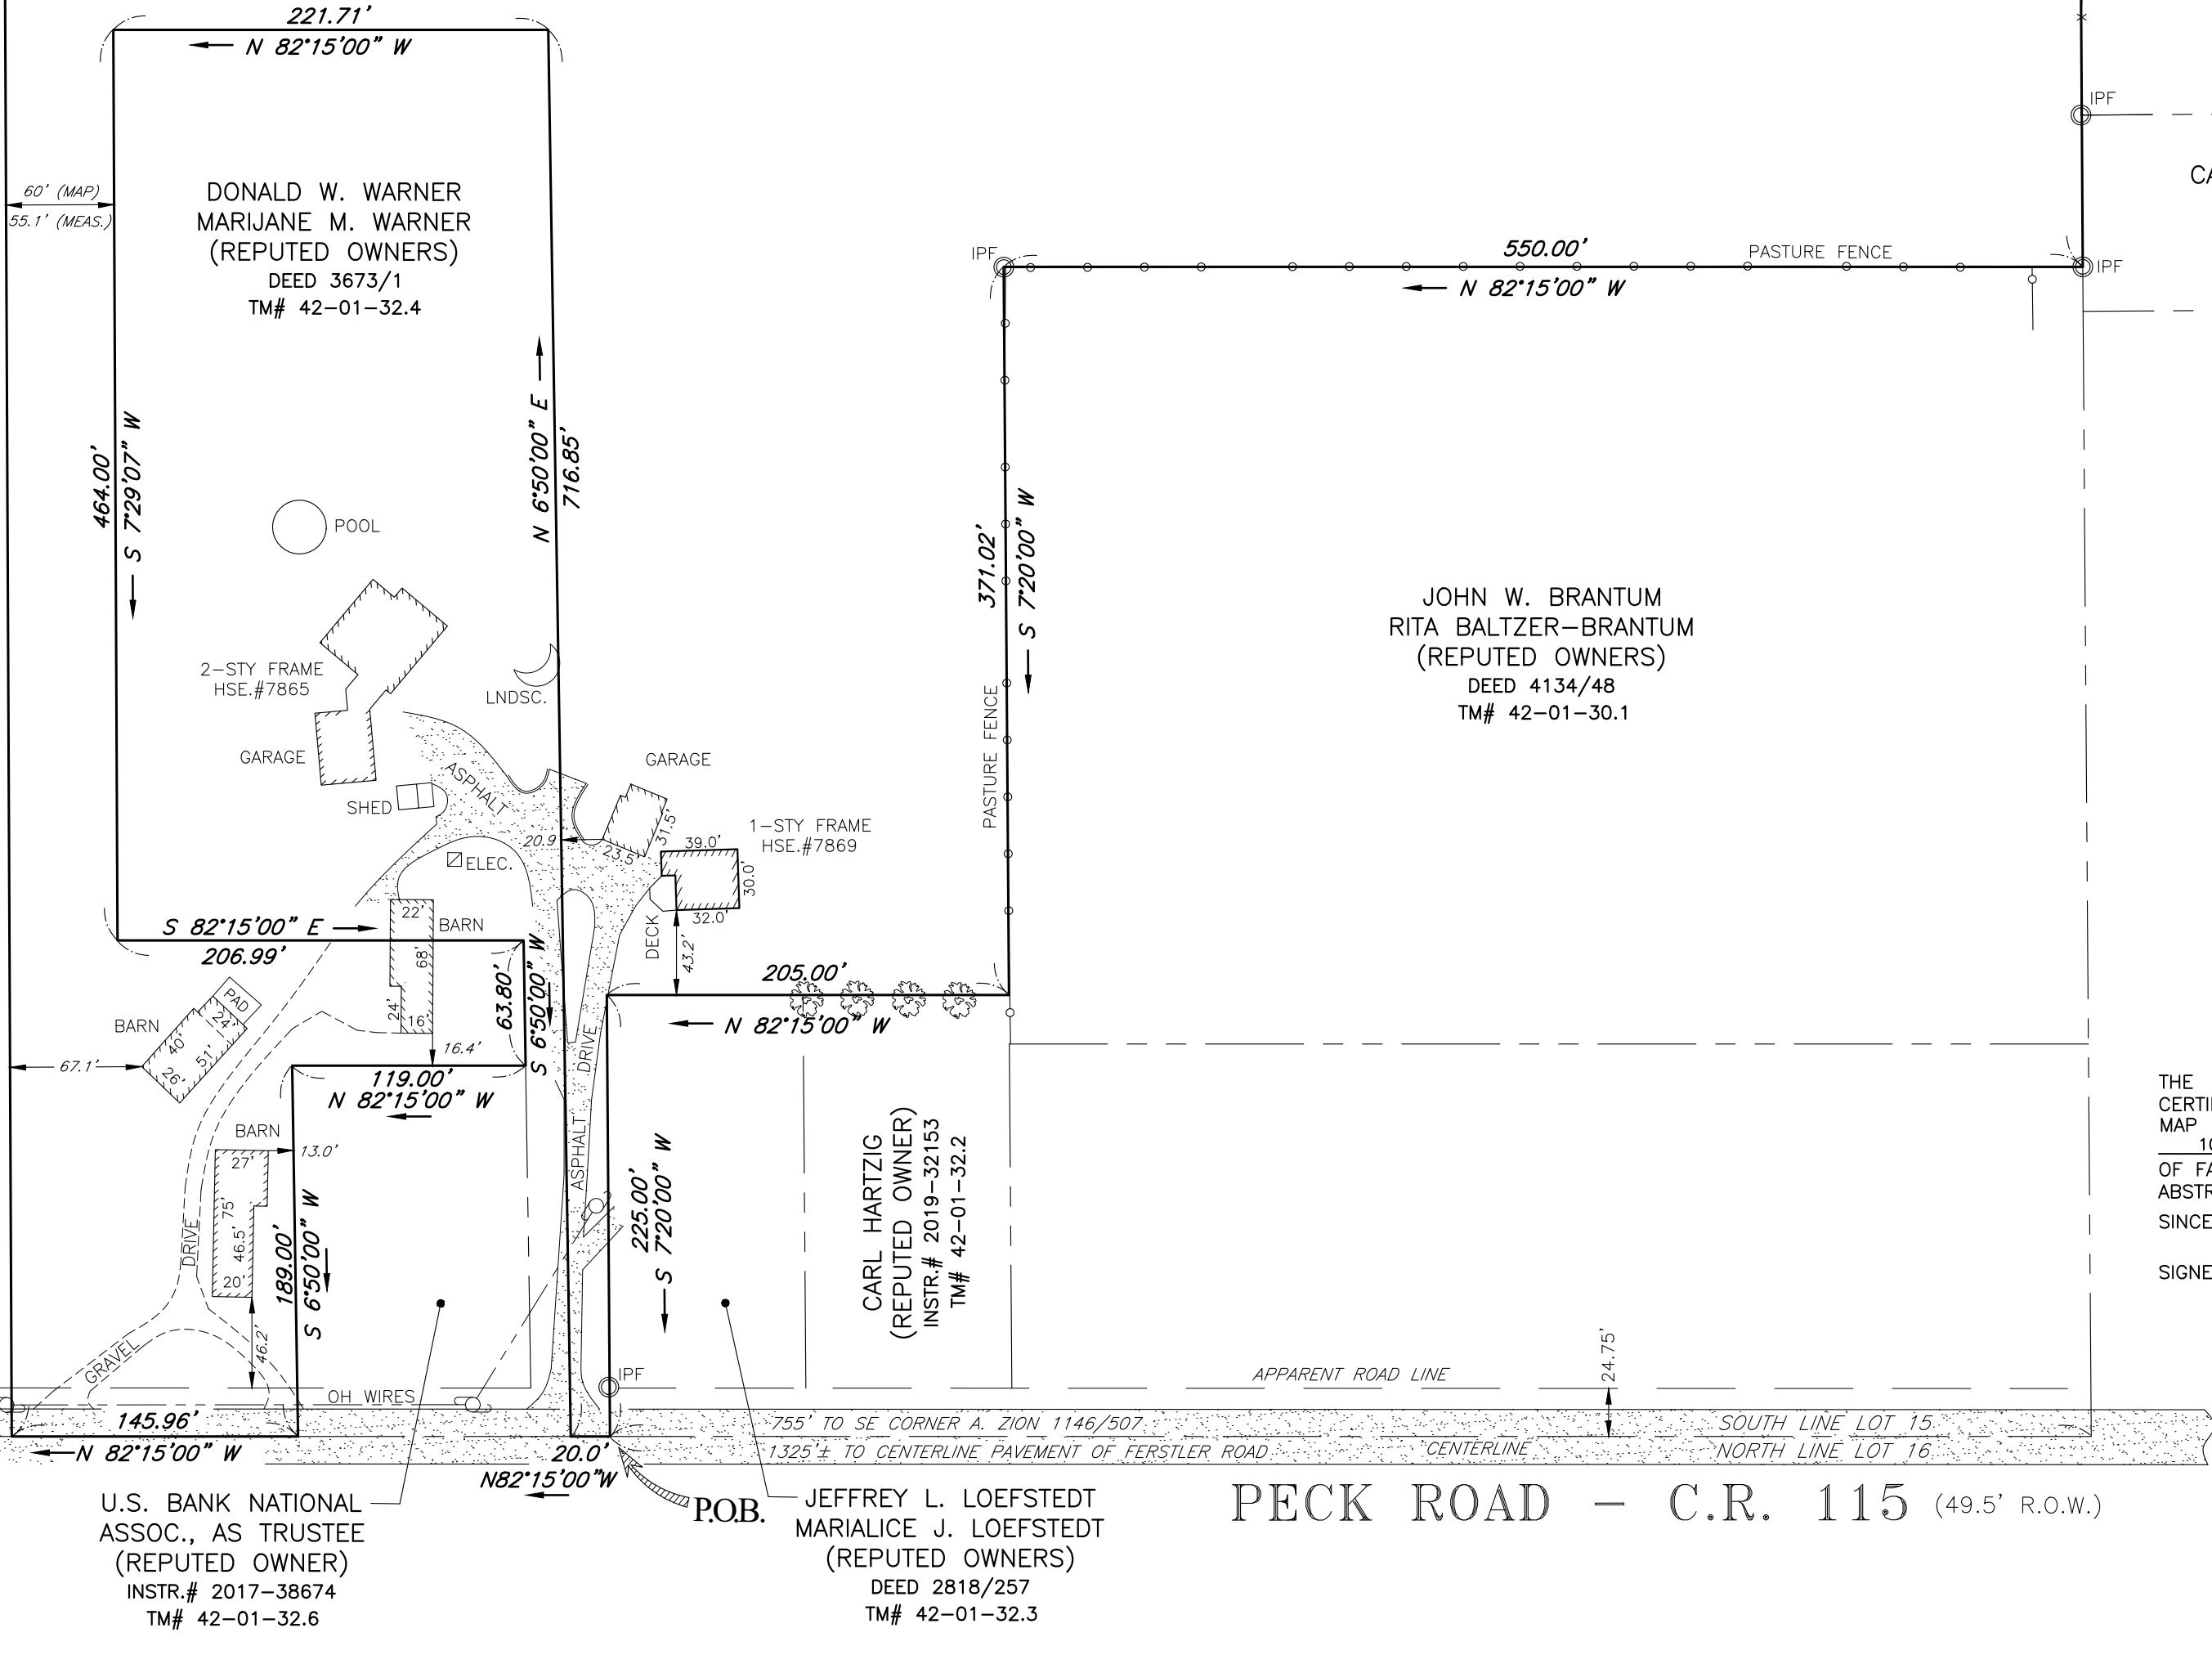 221.71'
N 82°15'00" W
IPF
CA
60' (MAP)
55.1' (MEAS.)
DONALD W. WARNER
MARIJANE M. WARNER
(REPUTED OWNERS)
DEED 3673/1
TM# 42-01-32.4
IPF
550.00'
PASTURE FENCE
IPF
N 82°15'00" W
464.00'
S 7°29'07" W
N 6°50'00" E
716.85'
371.02'
S 7°20'00" W
PASTURE FENCE
POOL
JOHN W. BRANTUM
RITA BALTZER-BRANTUM
(REPUTED OWNERS)
DEED 4134/48
TM# 42-01-30.1
2-STY FRAME
HSE.#7865
LNDSC.
GARAGE
GARAGE
ASPHALT
SHED
31.5'
23.5'
20.9
1-STY FRAME
HSE.#7869
39.0'
30.0'
32.0'
ELEC.
DECK
43.2'
22'
BARN
68'
24'
16'
16.4'
S 82°15'00" E
206.99'
63.80'
S 6°50'00" W
205.00'
N 82°15'00" W
PAD
BARN
24'
40'
51'
26'
67.1'
119.00'
N 82°15'00" W
ASPHALT DRIVE
BARN
13.0'
27'
75'
46.5'
20'
46.2'
189.00'
S 6°50'00" W
DRIVE
GRAVEL
225.00'
S 7°20'00" W
CARL HARTZIG
(REPUTED OWNER)
INSTR.# 2019-32153
TM# 42-01-32.2
THE
CERTI
MAP
10
OF FA
ABSTR
SINCE
SIGNE
24.75'
APPARENT ROAD LINE
IPF
OH WIRES
145.96'
N 82°15'00" W
755' TO SE CORNER A. ZION 1146/507
SOUTH LINE LOT 15
1325 ± TO CENTERLINE PAVEMENT OF FERSTLER ROAD
CENTERLINE
NORTH LINE LOT 16
20.0'
N82°15'00"W
P.O.B.
PECK ROAD - C.R. 115 (49.5' R.O.W.)
U.S. BANK NATIONAL
ASSOC., AS TRUSTEE
(REPUTED OWNER)
INSTR.# 2017-38674
TM# 42-01-32.6
JEFFREY L. LOEFSTEDT
MARIALICE J. LOEFSTEDT
(REPUTED OWNERS)
DEED 2818/257
TM# 42-01-32.3